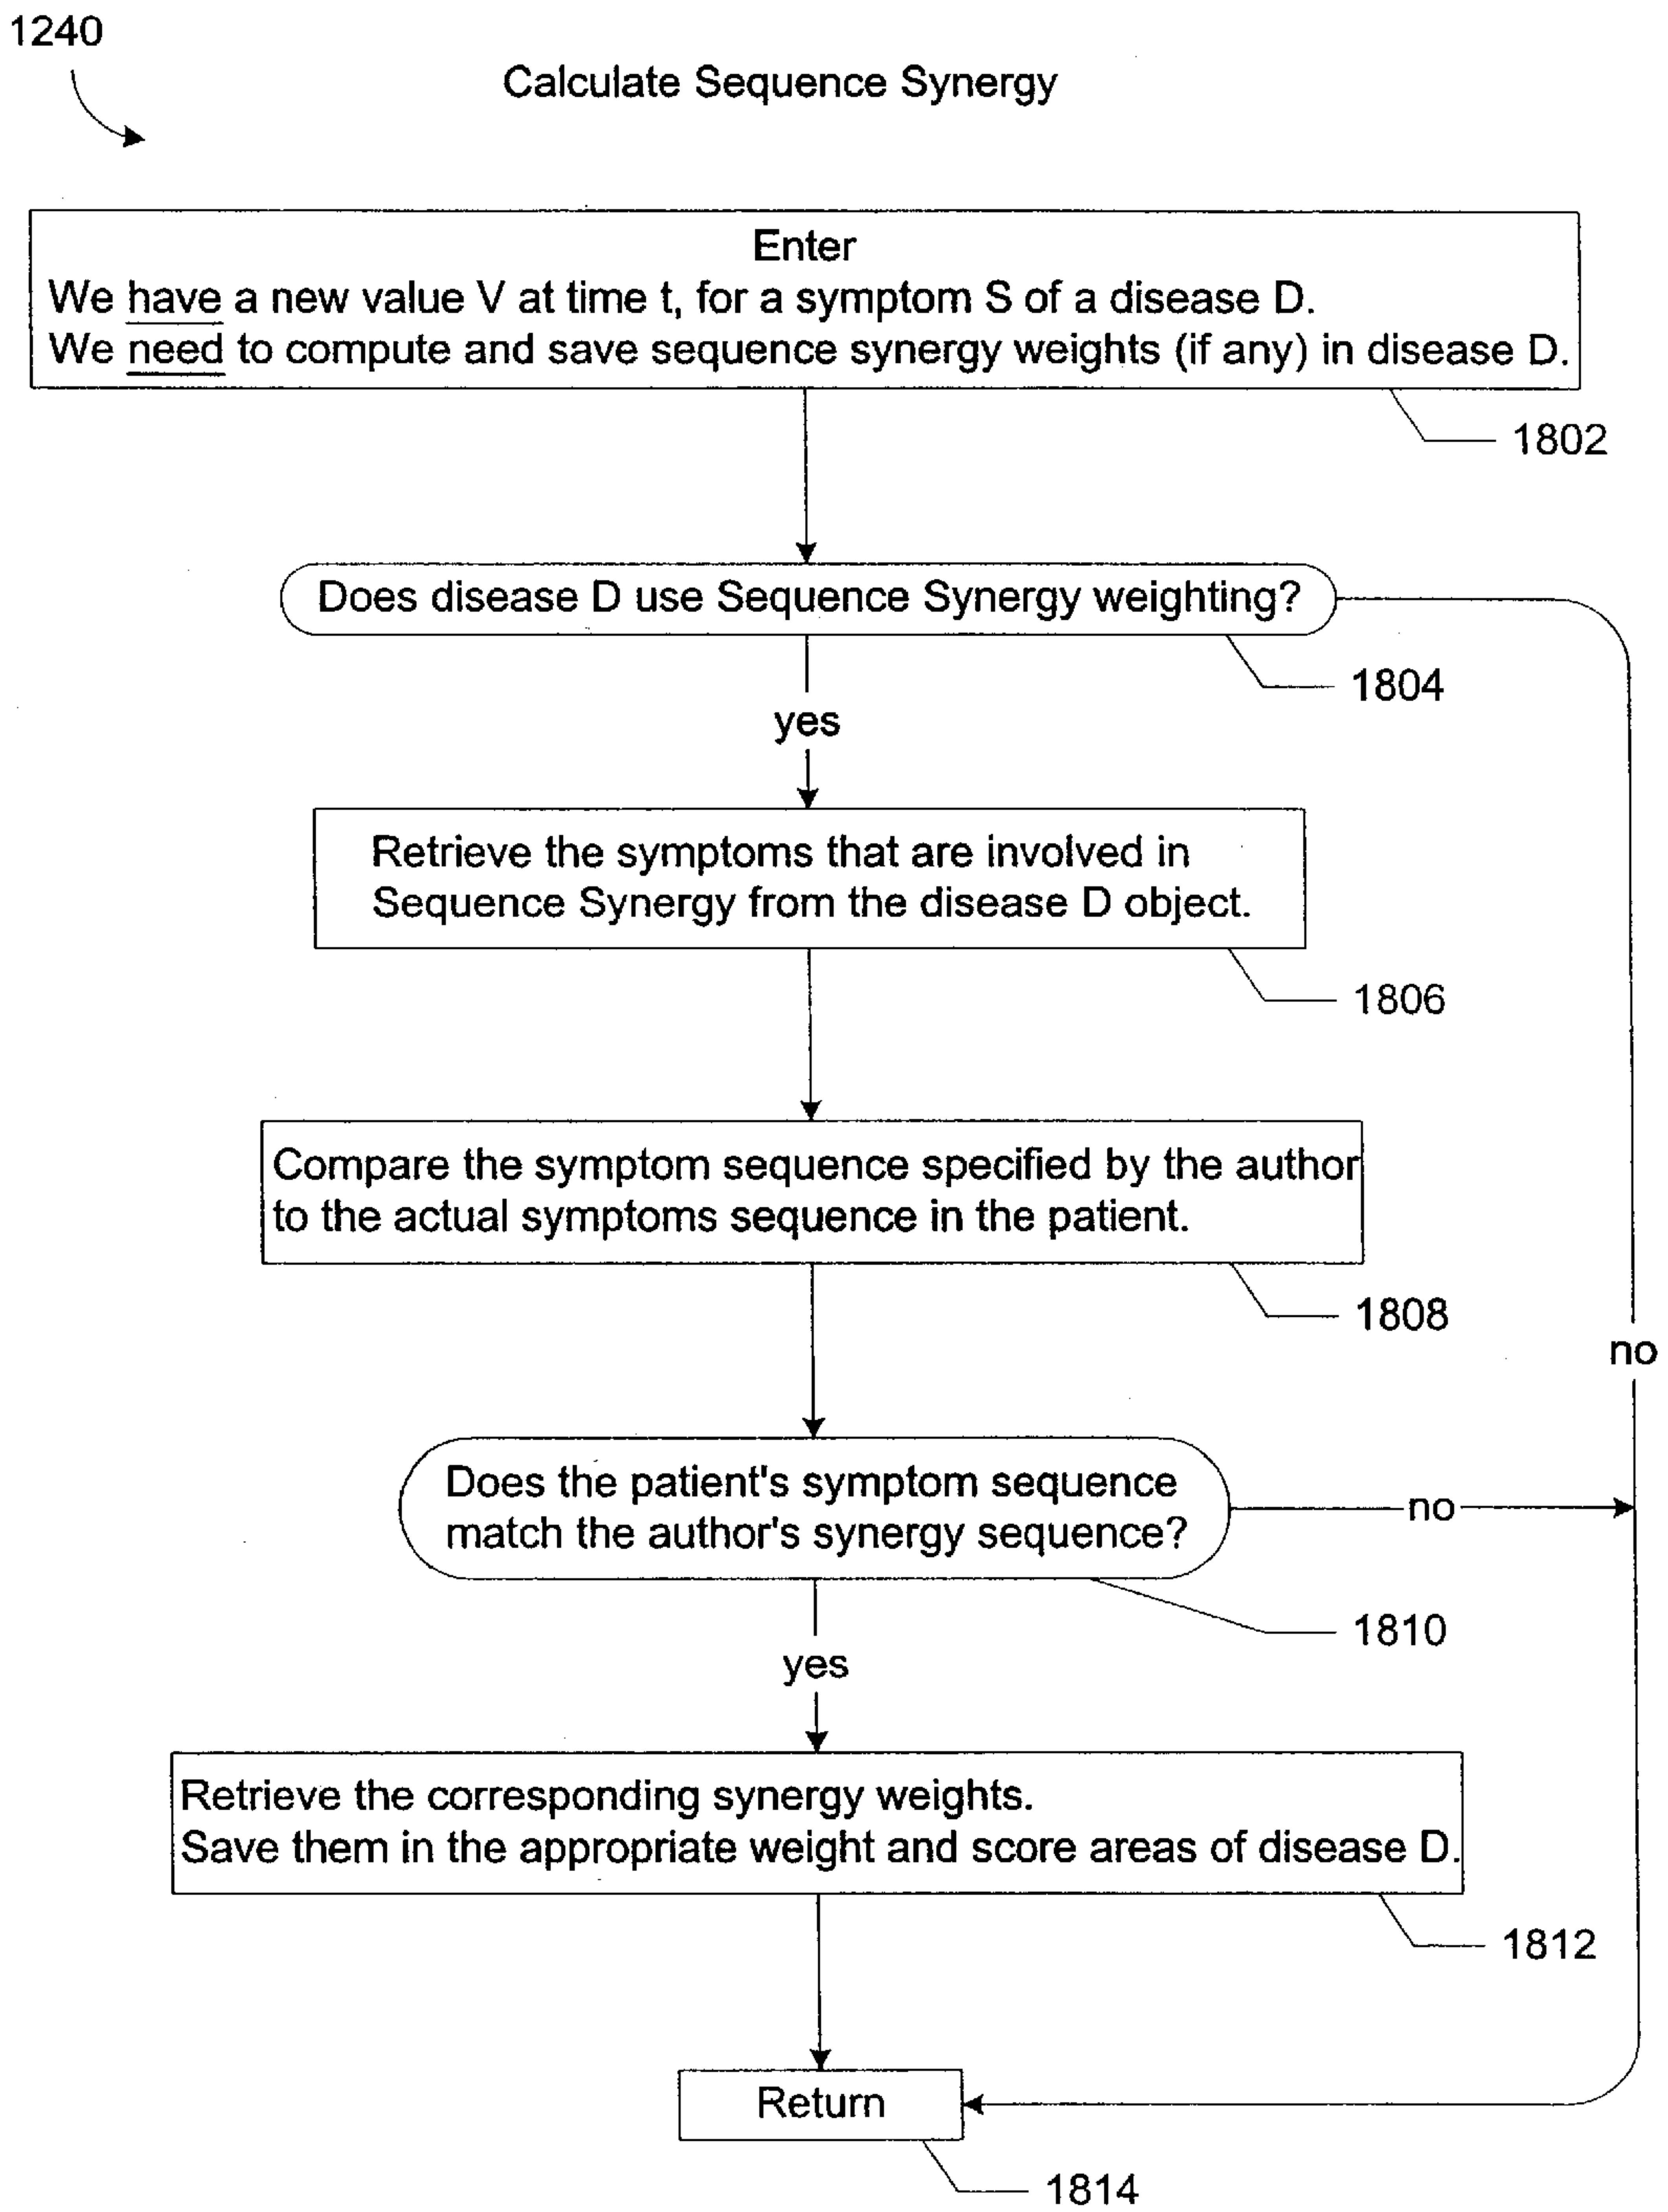 1240
Calculate Sequence Synergy
Enter
We have a new value V at time t, for a symptom S of a disease D.
We need to compute and save sequence synergy weights (if any) in disease D.
1802
Does disease D use Sequence Synergy weighting?
1804
yes
Retrieve the symptoms that are involved in
Sequence Synergy from the disease D object.
1806
Compare the symptom sequence specified by the author
to the actual symptoms sequence in the patient.
1808
no
Does the patient's symptom sequence
match the author's synergy sequence?
no
1810
yes
Retrieve the corresponding synergy weights.
Save them in the appropriate weight and score areas of disease D.
1812
Return
1814